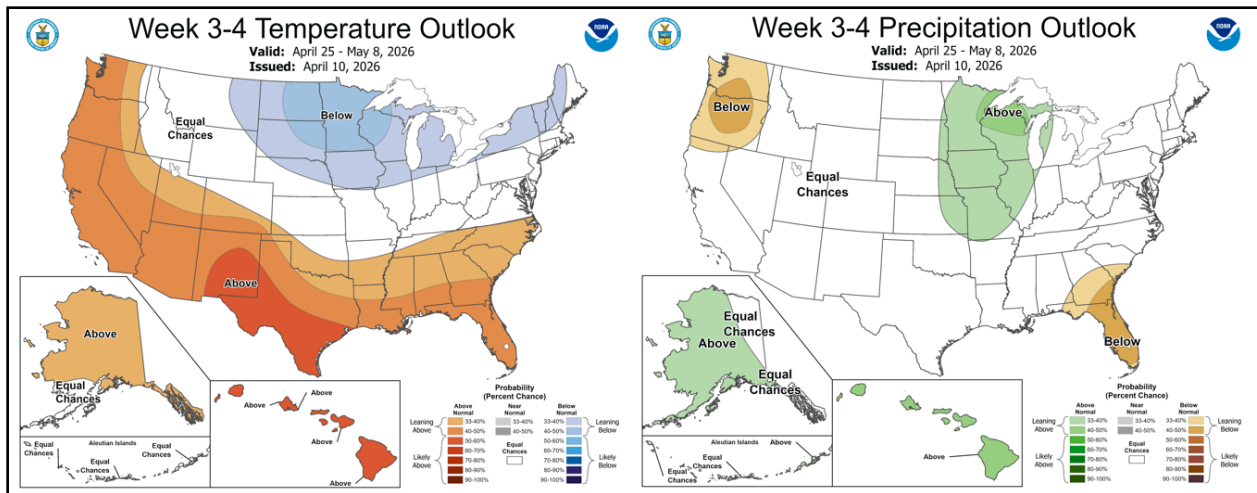 Week 3-4 Temperature Outlook
Valid: April 25 - May 8, 2026
Issued: April 10, 2026
NOAA
Equal
Chances
Below
Above
Above
Equal
Chances
Equal
Chances
Aleutian Islands
Equal
Chances
Equal
Chances
Above
Above
Above
Above
Probability
(Percent Chance)
Above
Normal
Near
Normal
Below
Normal
Leaning
Above
Likely
Above
33-40%
40-50%
50-60%
60-70%
70-80%
80-90%
90-100%
33-40%
40-50%
Equal
Chances
33-40%
40-50%
50-60%
60-70%
70-80%
80-90%
90-100%
Leaning
Below
Likely
Below
Week 3-4 Precipitation Outlook
Valid: April 25 - May 8, 2026
Issued: April 10, 2026
NOAA
Below
Equal
Chances
Above
Below
Equal
Chances
Above
Equal
Chances
Equal
Chances
Aleutian Islands
Equal
Chances
Above
Above
Above
Above
Above
Probability
(Percent Chance)
Above
Normal
Near
Normal
Below
Normal
Leaning
Above
Likely
Above
33-40%
40-50%
50-60%
60-70%
70-80%
80-90%
90-100%
33-40%
40-50%
Equal
Chances
33-40%
40-50%
50-60%
60-70%
70-80%
80-90%
90-100%
Leaning
Below
Likely
Below